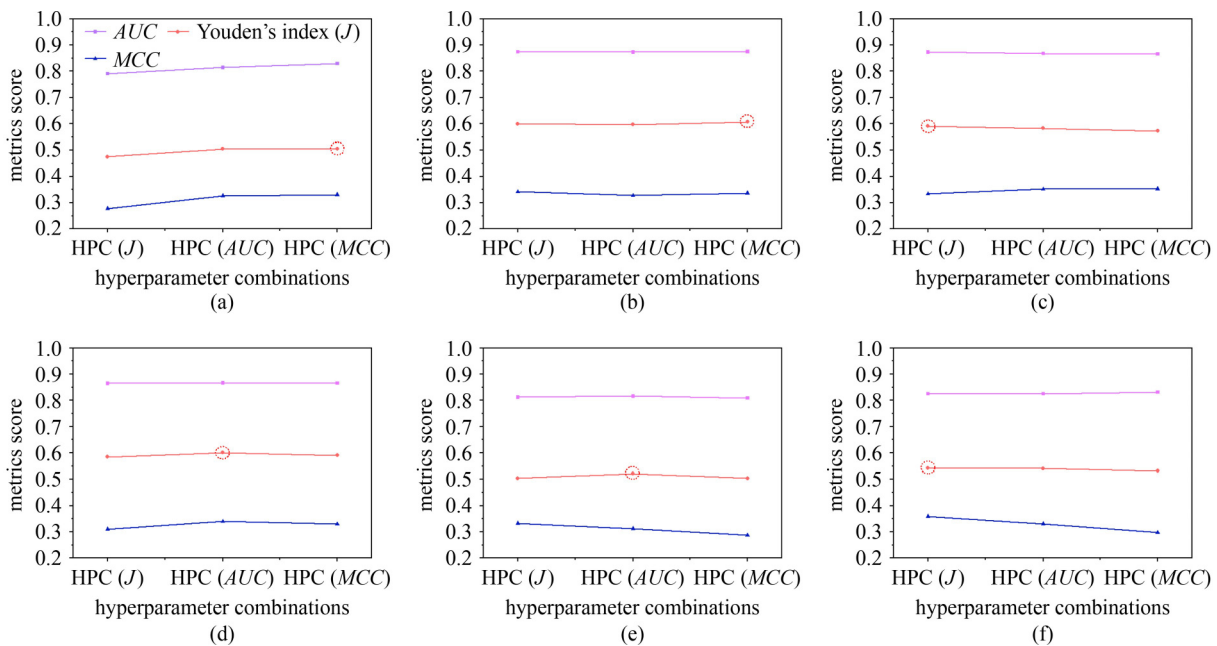 1.0
0.9
0.8
0.7
0.6
0.5
0.4
0.3
0.2
metrics score
AUC
Youden's index (J)
MCC
HPC (J) HPC (AUC) HPC (MCC)
hyperparameter combinations
(a)
1.0
0.9
0.8
0.7
0.6
0.5
0.4
0.3
0.2
metrics score
HPC (J) HPC (AUC) HPC (MCC)
hyperparameter combinations
(b)
1.0
0.9
0.8
0.7
0.6
0.5
0.4
0.3
0.2
metrics score
HPC (J) HPC (AUC) HPC (MCC)
hyperparameter combinations
(c)
1.0
0.9
0.8
0.7
0.6
0.5
0.4
0.3
0.2
metrics score
HPC (J) HPC (AUC) HPC (MCC)
hyperparameter combinations
(d)
1.0
0.9
0.8
0.7
0.6
0.5
0.4
0.3
0.2
metrics score
HPC (J) HPC (AUC) HPC (MCC)
hyperparameter combinations
(e)
1.0
0.9
0.8
0.7
0.6
0.5
0.4
0.3
0.2
metrics score
HPC (J) HPC (AUC) HPC (MCC)
hyperparameter combinations
(f)